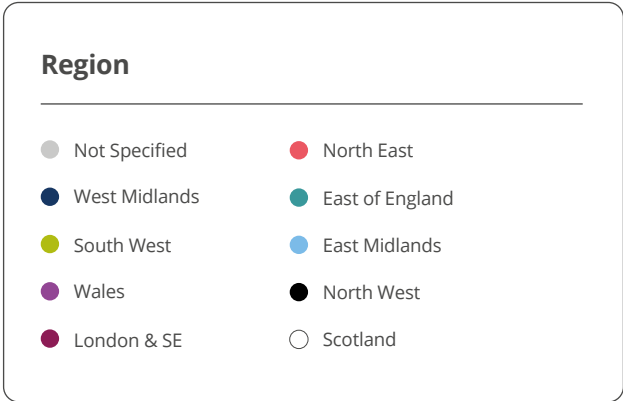 Region
Not Specified
West Midlands
South West
Wales
London & SE
North East
East of England
East Midlands
North West
Scotland